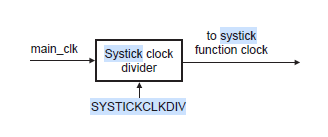 main_clk
Systick clock
divider
to systick
function clock
SYSTICKCLKDIV